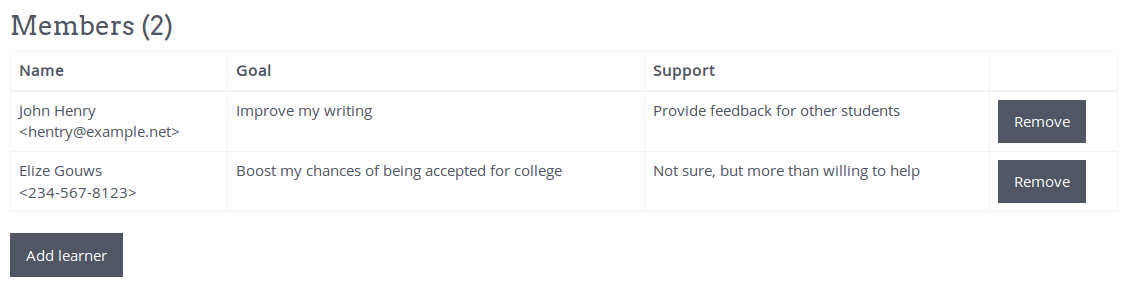 Members (2)
Name Goal Support
John Henry Improve my writing Provide feedback for other students
<hentry@example.net> Remove
Elize Gouws Boost my chances of being accepted for college Not sure, but more than willing to help
<234-567-8123> Remove
Add learner